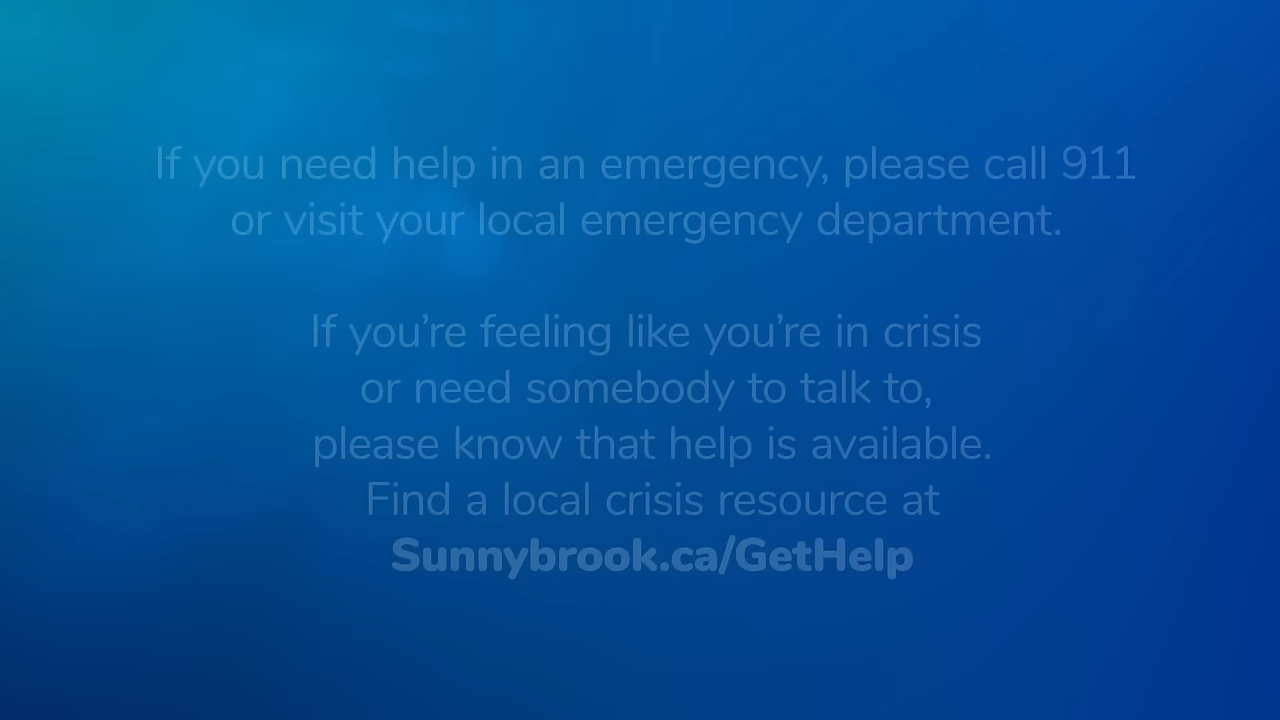 If you need help in an emergency, please call 911
or visit your local emergency department.
If you’re feeling like you’re in crisis
or need somebody to talk to,
please know that help is available.
Find a local crisis resource at
Sunnybrook.ca/GetHelp